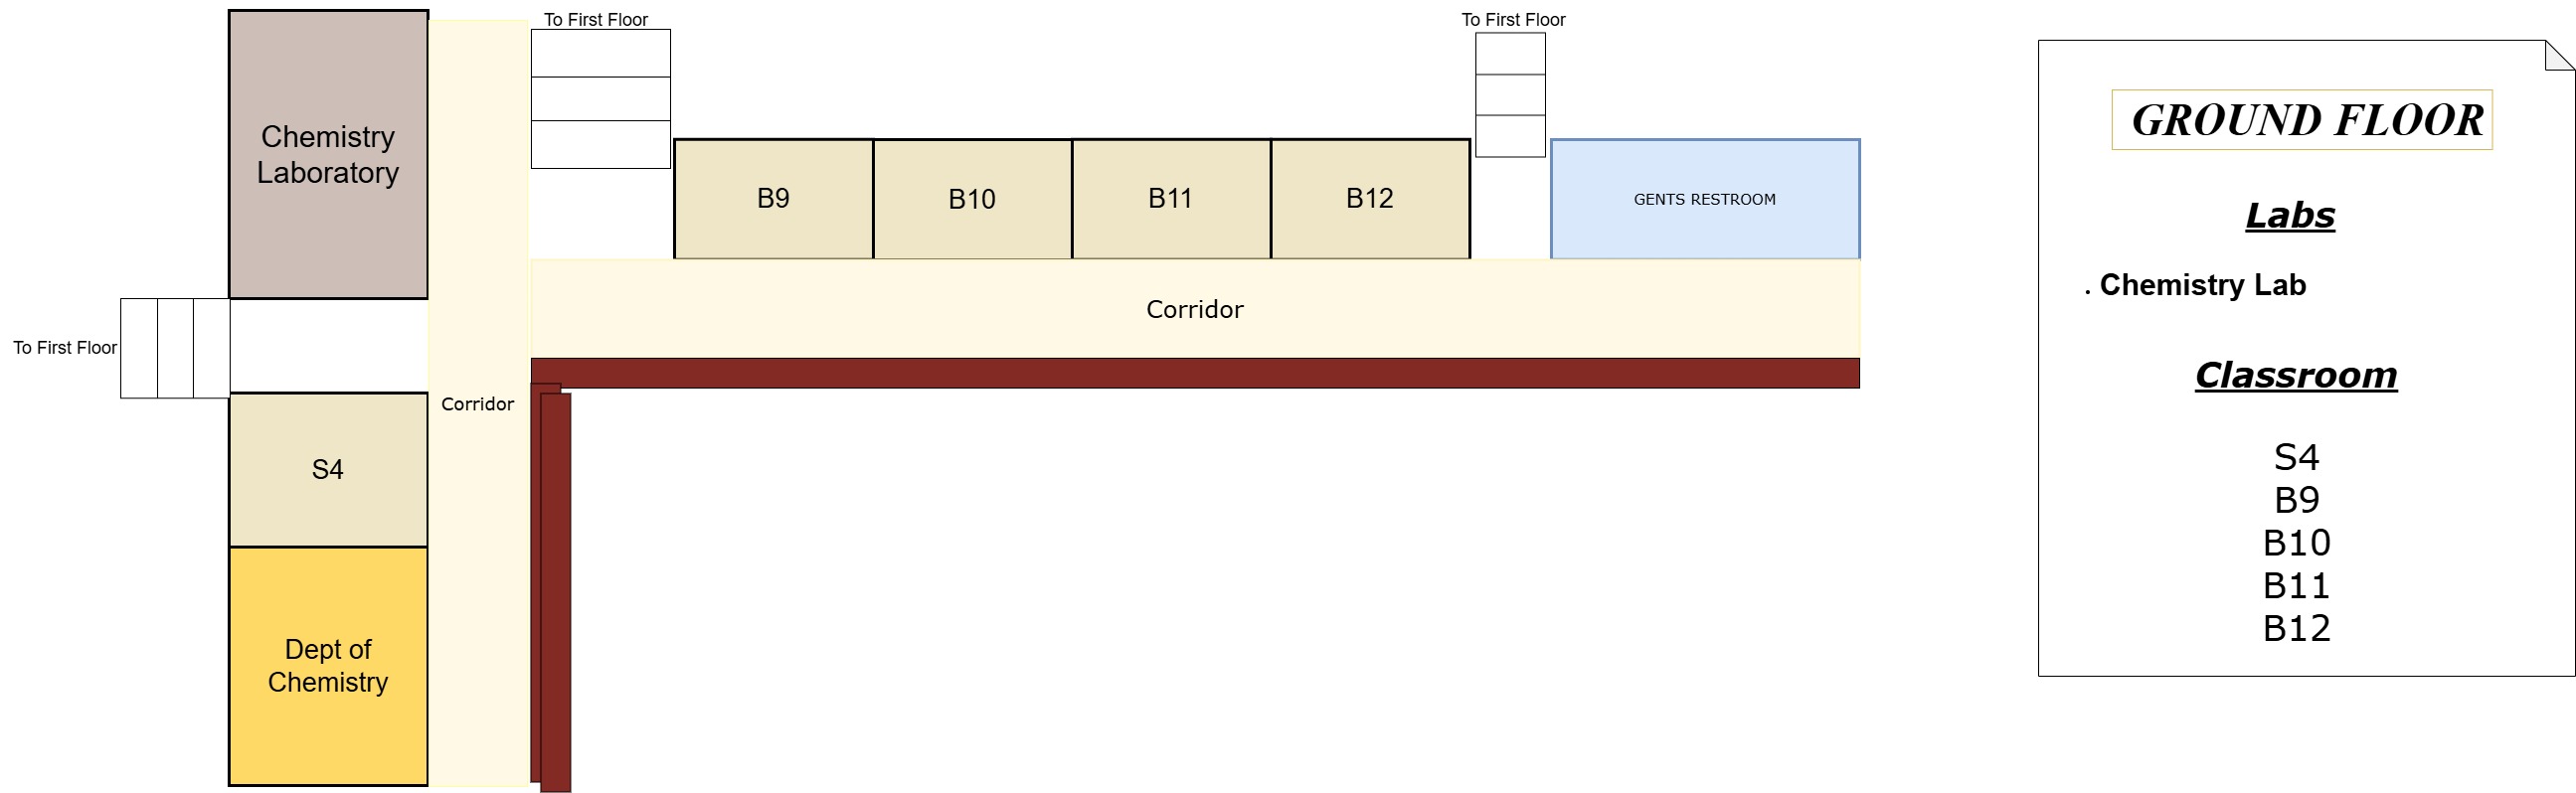 To First Floor
To First Floor
Chemistry
Laboratory
B9
B10
B11
B12
GENTS RESTROOM
Corridor
To First Floor
Corridor
S4
Dept of
Chemistry
GROUND FLOOR
Labs
. Chemistry Lab
Classroom
S4
B9
B10
B11
B12